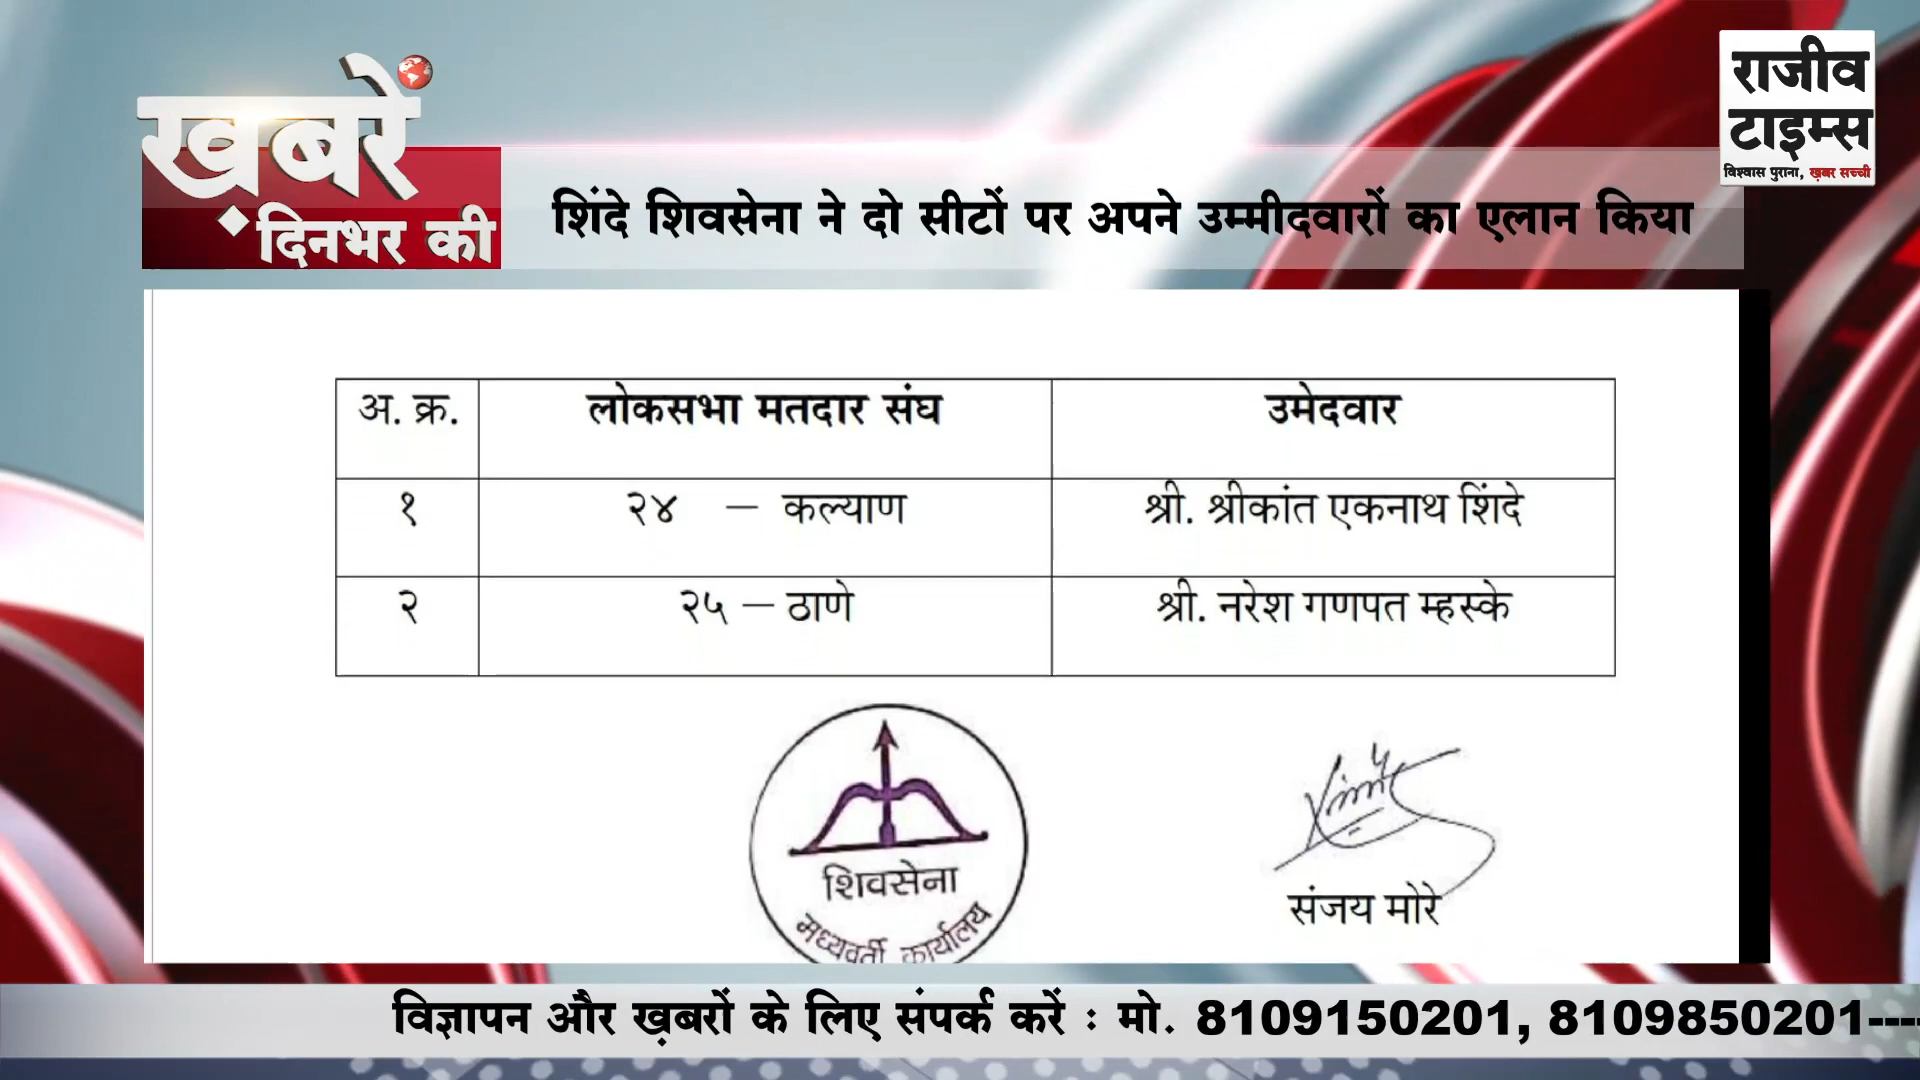 राजीव
टाइम्स
विश्वास पुराना, ख़बर सच्ची
ख़बरें
दिनभर की
शिंदे शिवसेना ने दो सीटों पर अपने उम्मीदवारों का एलान किया
अ. क्र. लोकसभा मतदार संघ उमेदवार
१ २४ – कल्याण श्री. श्रीकांत एकनाथ शिंदे
२ २५ – ठाणे श्री. नरेश गणपत म्हस्के
शिवसेना
मध्यवर्ती कार्यालय
संजय मोरे
विज्ञापन और ख़बरों के लिए संपर्क करें : मो. 8109150201, 8109850201----